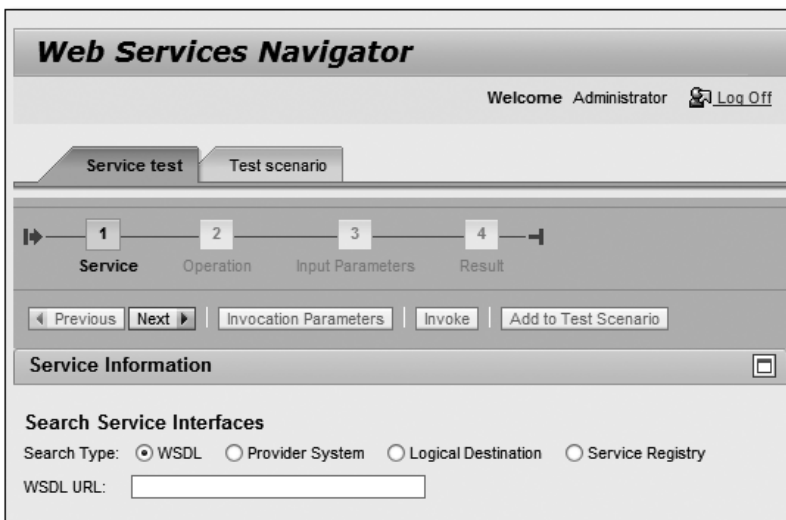 Web Services Navigator
Welcome Administrator Log Off
Service test Test scenario
1 2 3 4
Service Operation Input Parameters Result
Previous Next Invocation Parameters Invoke Add to Test Scenario
Service Information
Search Service Interfaces
Search Type: WSDL Provider System Logical Destination Service Registry
WSDL URL: